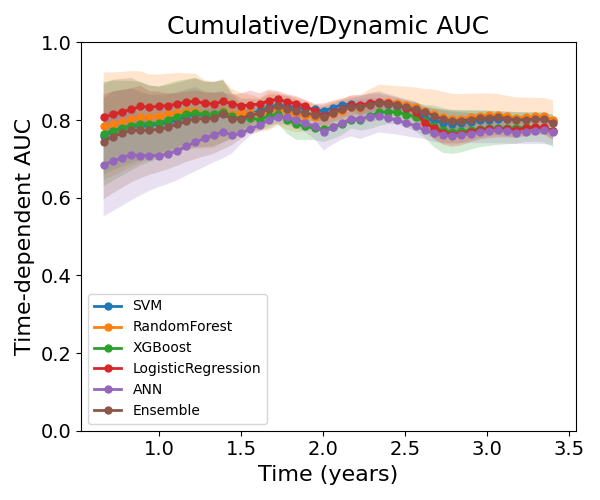 Cumulative/Dynamic AUC
Time-dependent AUC
1.0
0.8
0.6
0.4
0.2
0.0
SVM
RandomForest
XGBoost
LogisticRegression
ANN
Ensemble
1.0 1.5 2.0 2.5 3.0 3.5
Time (years)